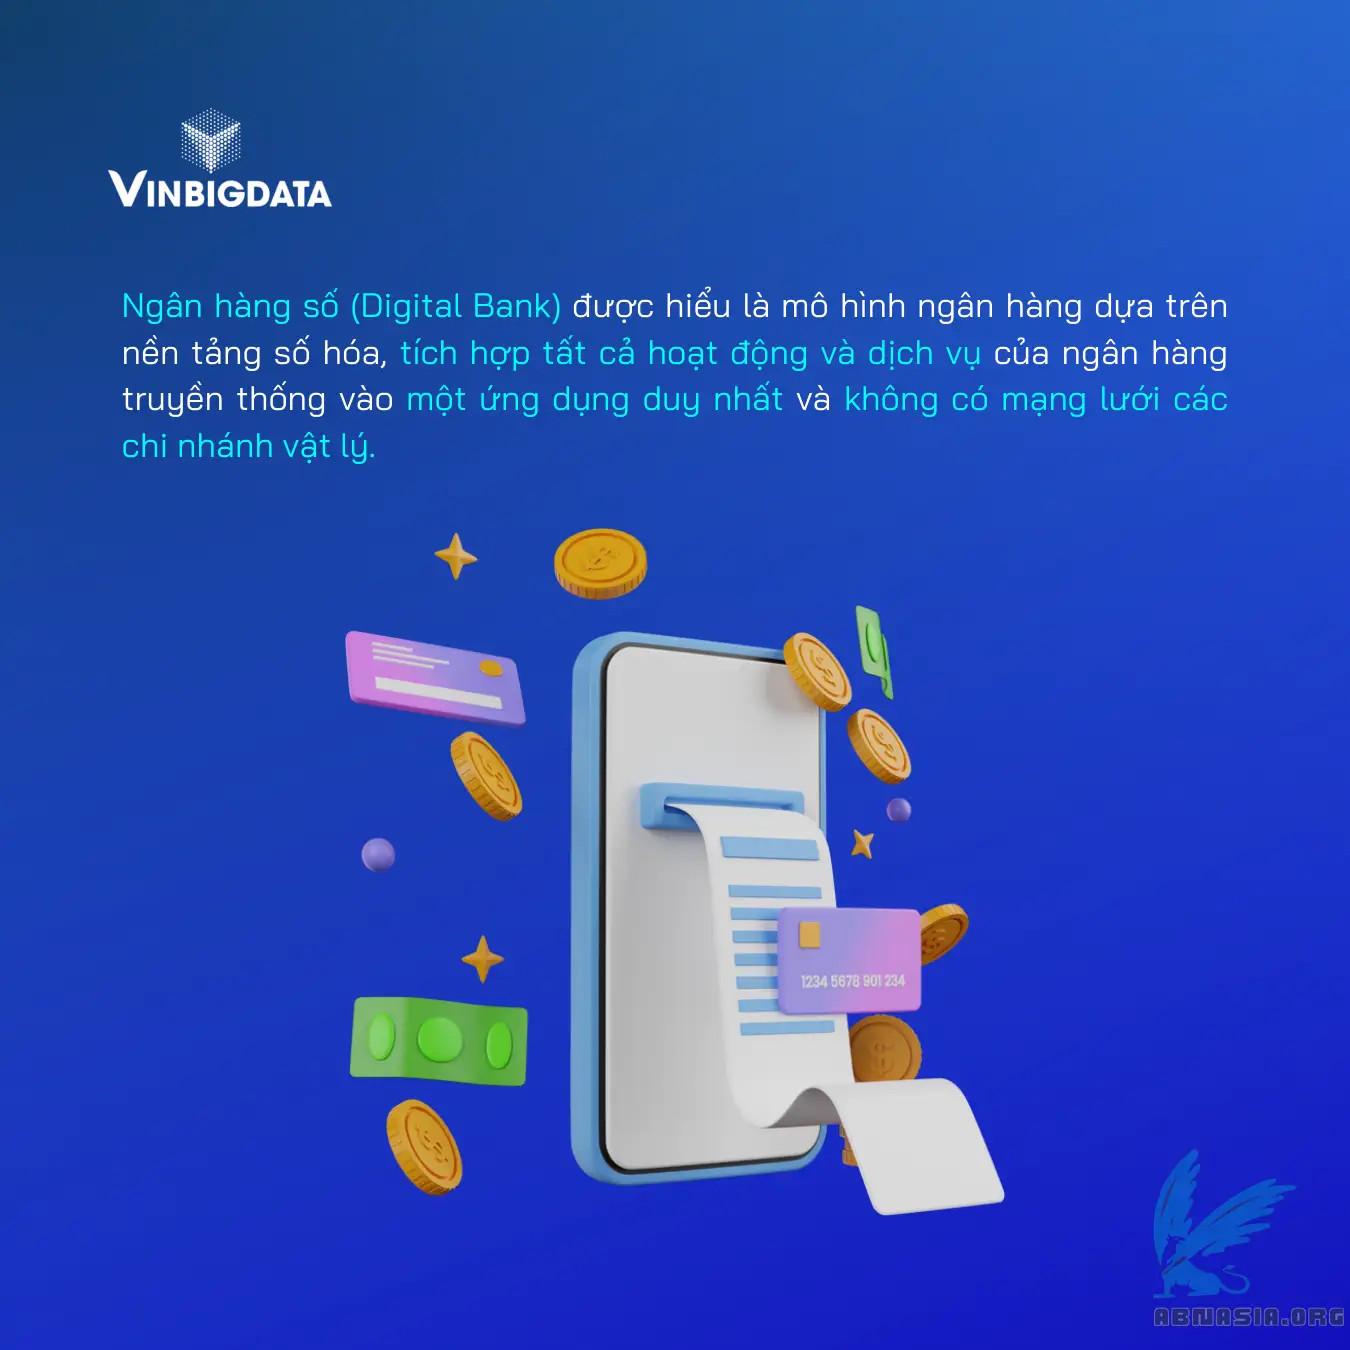 VINBIGDATA
Ngân hàng số (Digital Bank) được hiểu là mô hình ngân hàng dựa trên
nền tảng số hóa, tích hợp tất cả hoạt động và dịch vụ của ngân hàng
truyền thống vào một ứng dụng duy nhất và không có mạng lưới các
chi nhánh vật lý.
1234 5678 901 234
ABNASIA.ORG